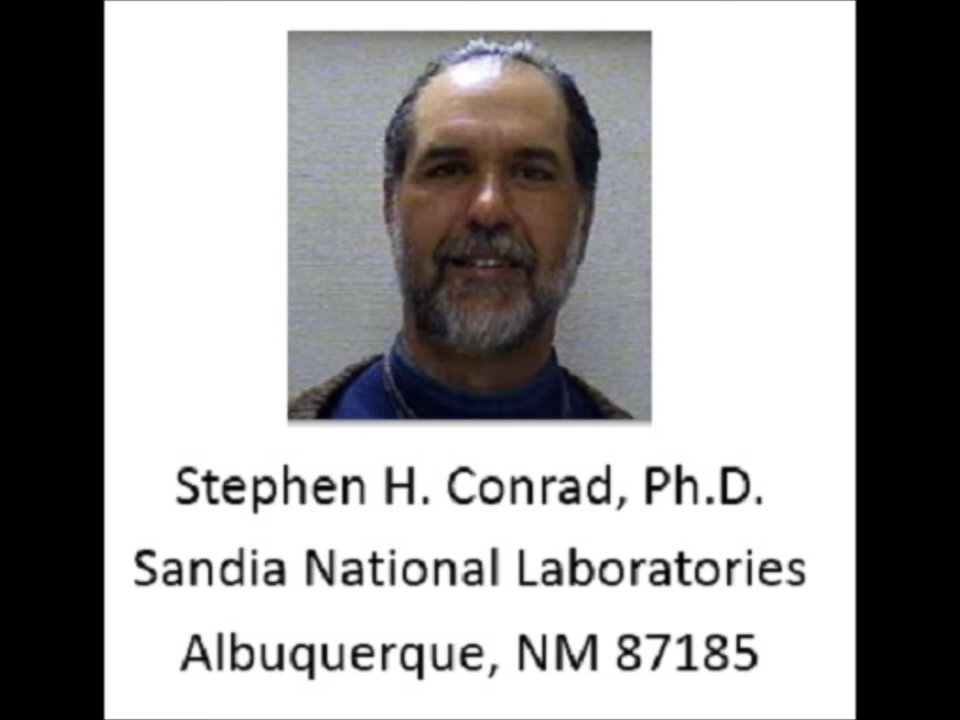 Stephen H. Conrad, Ph.D.
Sandia National Laboratories
Albuquerque, NM 87185